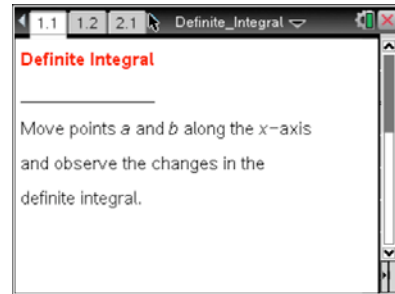 1.1 1.2 2.1 Definite_Integral
Definite Integral
Move points a and b along the x-axis
and observe the changes in the
definite integral.